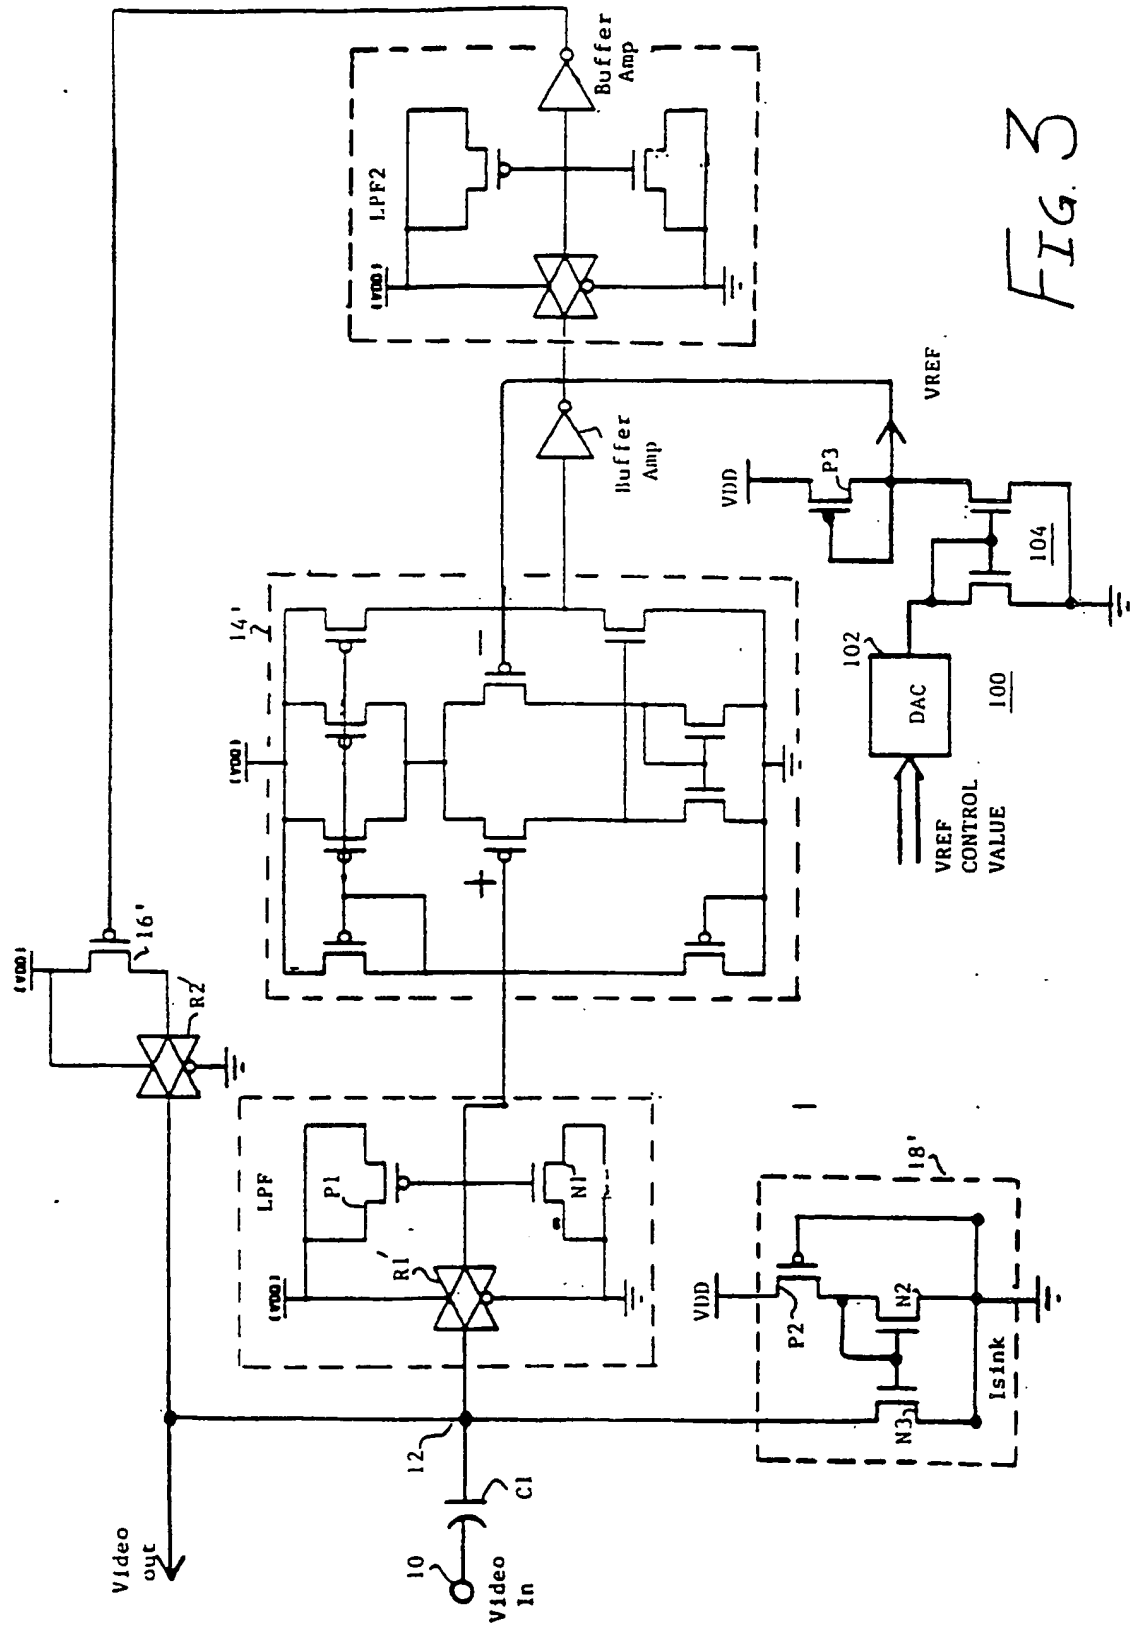 Video
out
10
Video
In
C1
12
(VDD)
R2
16'
(VDD)
LPF
R1'
P1
N1
18'
VDD
P2
N2
N3
Isink
14'
(VDD)
+
−
Buffer
Amp
LPF2
(VDD)
Buffer
Amp
VREF
CONTROL
VALUE
DAC
102
100
104
VDD
P3
VREF
FIG. 3